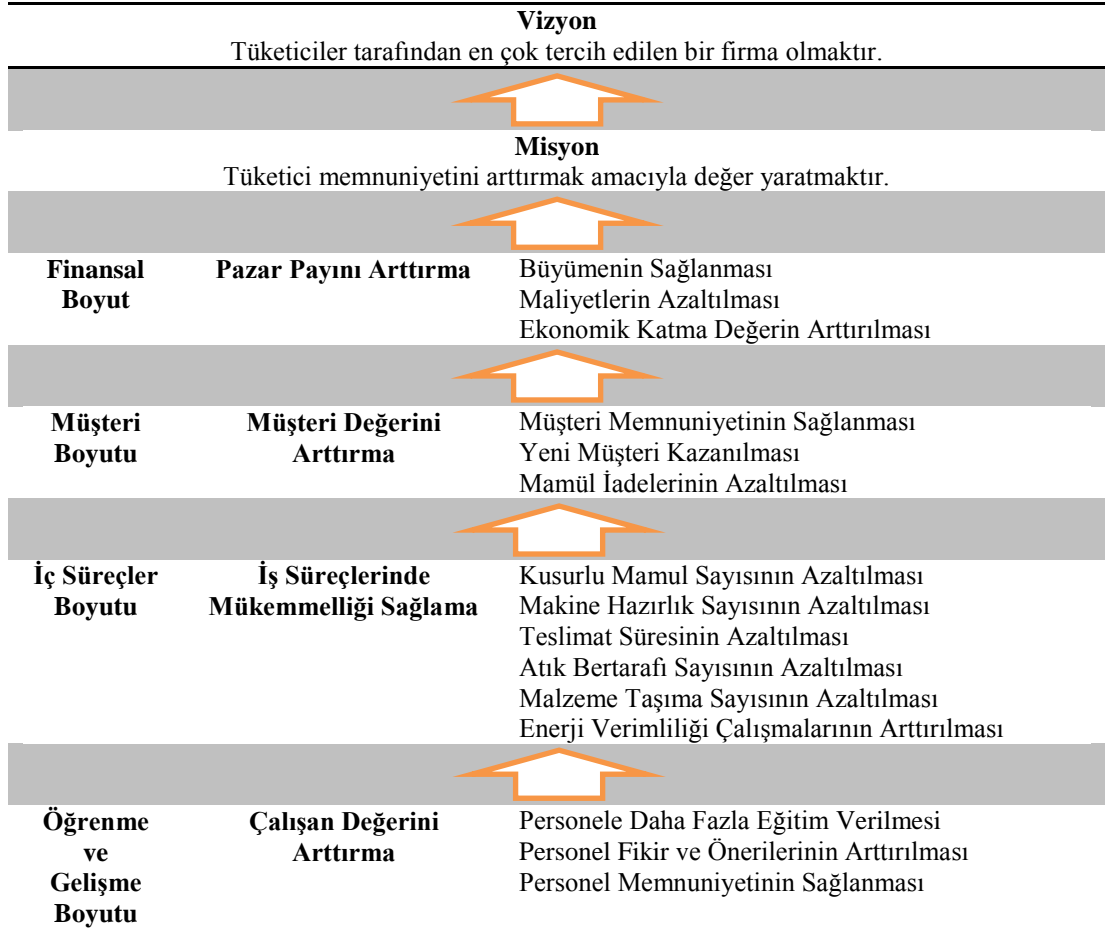 Vizyon
Tüketiciler tarafından en çok tercih edilen bir firma olmaktır.
Misyon
Tüketici memnuniyetini arttırmak amacıyla değer yaratmaktır.
Finansal
Boyut
Pazar Payını Arttırma
Büyümenin Sağlanması
Maliyetlerin Azaltılması
Ekonomik Katma Değerin Arttırılması
Müşteri
Boyutu
Müşteri Değerini
Arttırma
Müşteri Memnuniyetinin Sağlanması
Yeni Müşteri Kazanılması
Mamül İadelerinin Azaltılması
İç Süreçler
Boyutu
İş Süreçlerinde
Mükemmelliği Sağlama
Kusurlu Mamul Sayısının Azaltılması
Makine Hazırlık Sayısının Azaltılması
Teslimat Süresinin Azaltılması
Atık Bertarafı Sayısının Azaltılması
Malzeme Taşıma Sayısının Azaltılması
Enerji Verimliliği Çalışmalarının Arttırılması
Öğrenme
ve
Gelişme
Boyutu
Çalışan Değerini
Arttırma
Personele Daha Fazla Eğitim Verilmesi
Personel Fikir ve Önerilerinin Arttırılması
Personel Memnuniyetinin Sağlanması